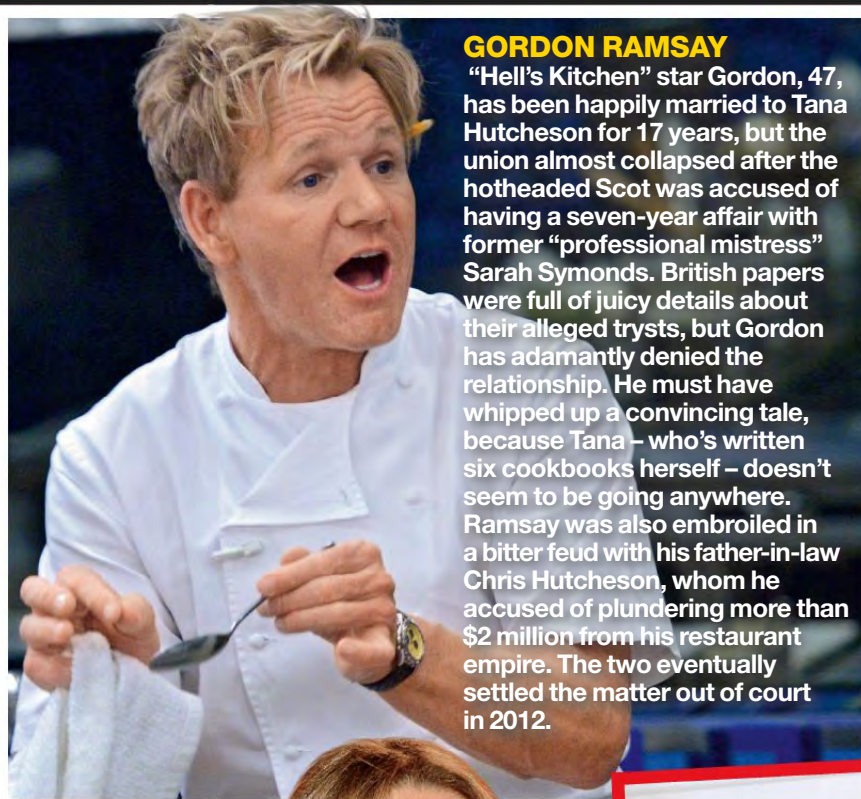 GORDON RAMSAY
“Hell’s Kitchen” star Gordon, 47,
has been happily married to Tana
Hutcheson for 17 years, but the
union almost collapsed after the
hotheaded Scot was accused of
having a seven-year affair with
former “professional mistress”
Sarah Symonds. British papers
were full of juicy details about
their alleged trysts, but Gordon
has adamantly denied the
relationship. He must have
whipped up a convincing tale,
because Tana – who’s written
six cookbooks herself – doesn’t
seem to be going anywhere.
Ramsay was also embroiled in
a bitter feud with his father-in-law
Chris Hutcheson, whom he
accused of plundering more than
$2 million from his restaurant
empire. The two eventually
settled the matter out of court
in 2012.